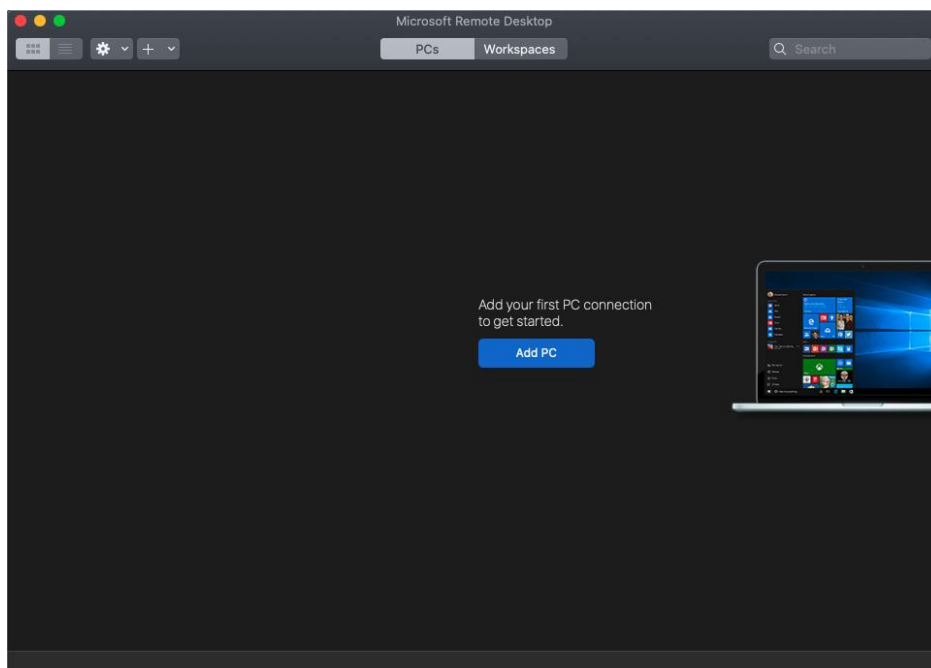 Microsoft Remote Desktop
PCs
Workspaces
Search
Add your first PC connection
to get started.
Add PC